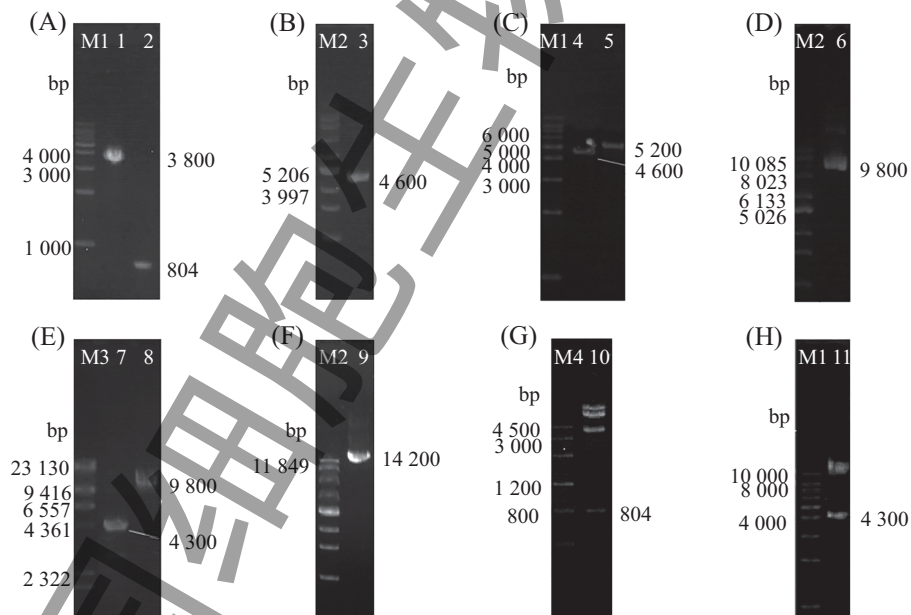 (A)
M1 1 2
bp
4 000
3 000
1 000
3 800
804
(B)
M2 3
bp
5 206
3 997
4 600
(C)
M1 4 5
bp
6 000
5 000
4 000
3 000
5 200
4 600
(D)
M2 6
bp
10 085
8 023
6 133
5 026
9 800
(E)
M3 7 8
bp
23 130
9 416
6 557
4 361
2 322
9 800
4 300
(F)
M2 9
bp
11 849
14 200
(G)
M4 10
bp
4 500
3 000
1 200
800
804
(H)
M1 11
bp
10 000
8 000
4 000
4 300
细胞生